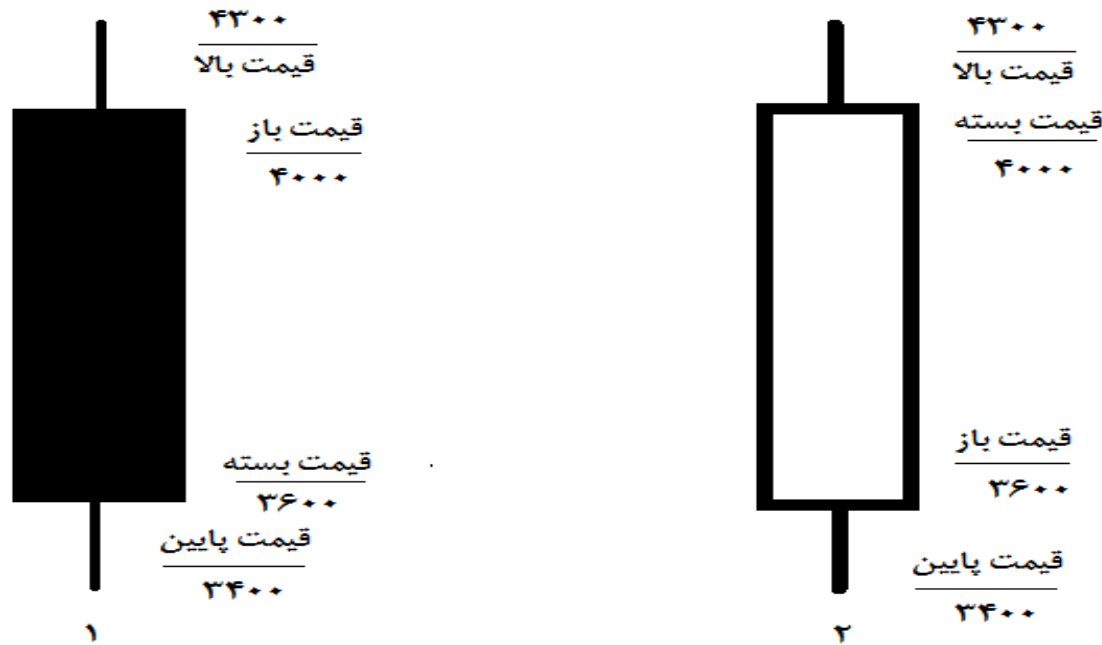 ۴۳۰۰
قیمت بالا
قیمت باز
۴۰۰۰
قیمت بسته
۳۶۰۰
قیمت پایین
۳۴۰۰
۱
۴۳۰۰
قیمت بالا
قیمت بسته
۴۰۰۰
قیمت باز
۳۶۰۰
قیمت پایین
۳۴۰۰
۲